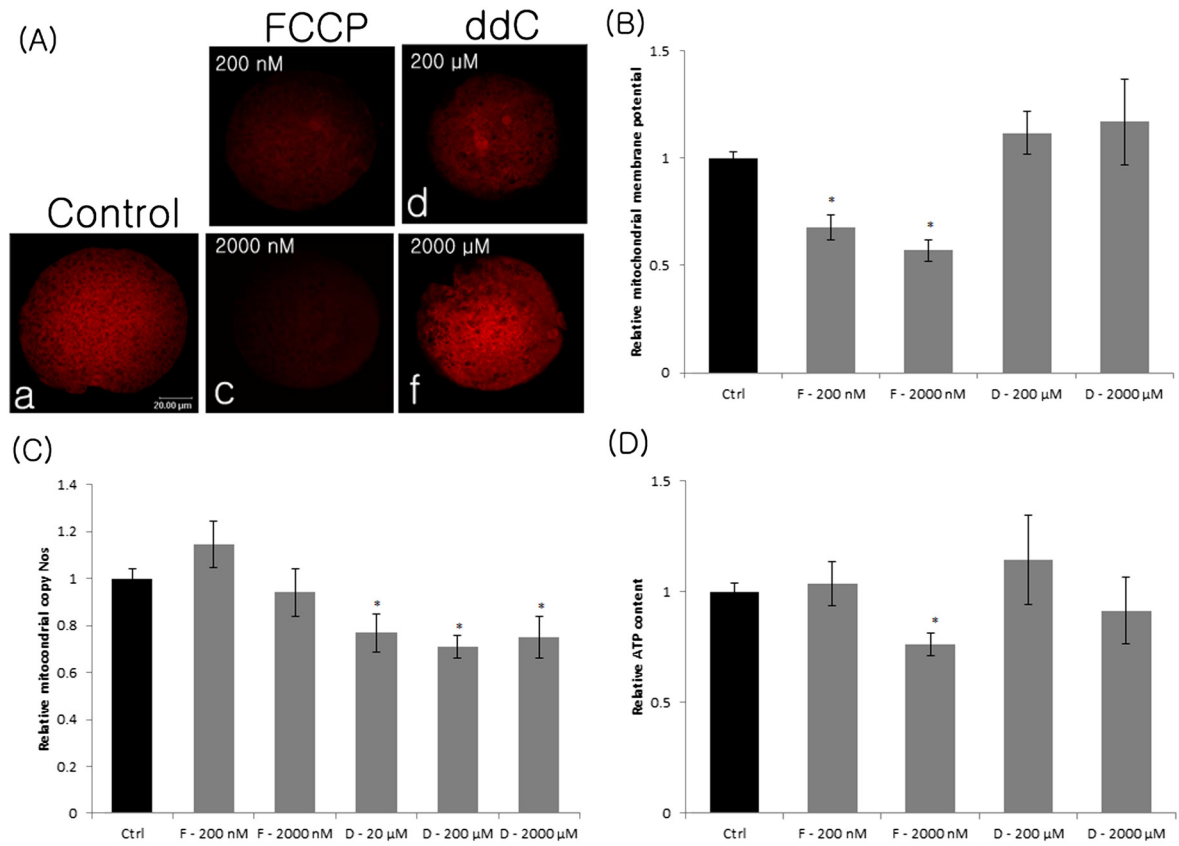 (A)
FCCP
ddC
200 nM
200 µM
d
Control
2000 nM
2000 µM
a
20.00 µm
c
f
(B)
Relative mitochondrial membrane potential
1.5
1
0.5
0
*
*
Ctrl
F - 200 nM
F - 2000 nM
D - 200 µM
D - 2000 µM
(C)
Relative mitocondrial copy Nos
1.4
1.2
1
0.8
0.6
0.4
0.2
0
*
*
*
Ctrl
F - 200 nM
F - 2000 nM
D - 20 µM
D - 200 µM
D - 2000 µM
(D)
Relative ATP content
1.5
1
0.5
0
*
Ctrl
F - 200 nM
F - 2000 nM
D - 200 µM
D - 2000 µM